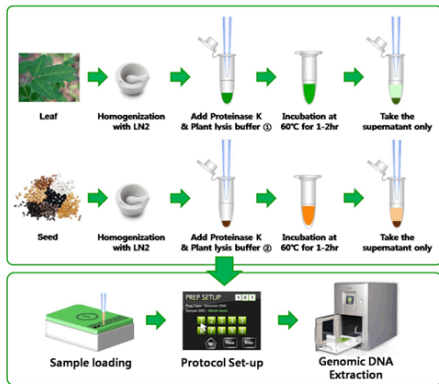 Leaf
Homogenization
with LN2
Add Proteinase K
& Plant lysis buffer ①
Incubation at
60℃ for 1-2hr
Take the
supernatant only
Seed
Homogenization
with LN2
Add Proteinase K
& Plant lysis buffer ②
Incubation at
60℃ for 1-2hr
Take the
supernatant only
PREP SETUP
Sample loading
Protocol Set-up
Genomic DNA
Extraction